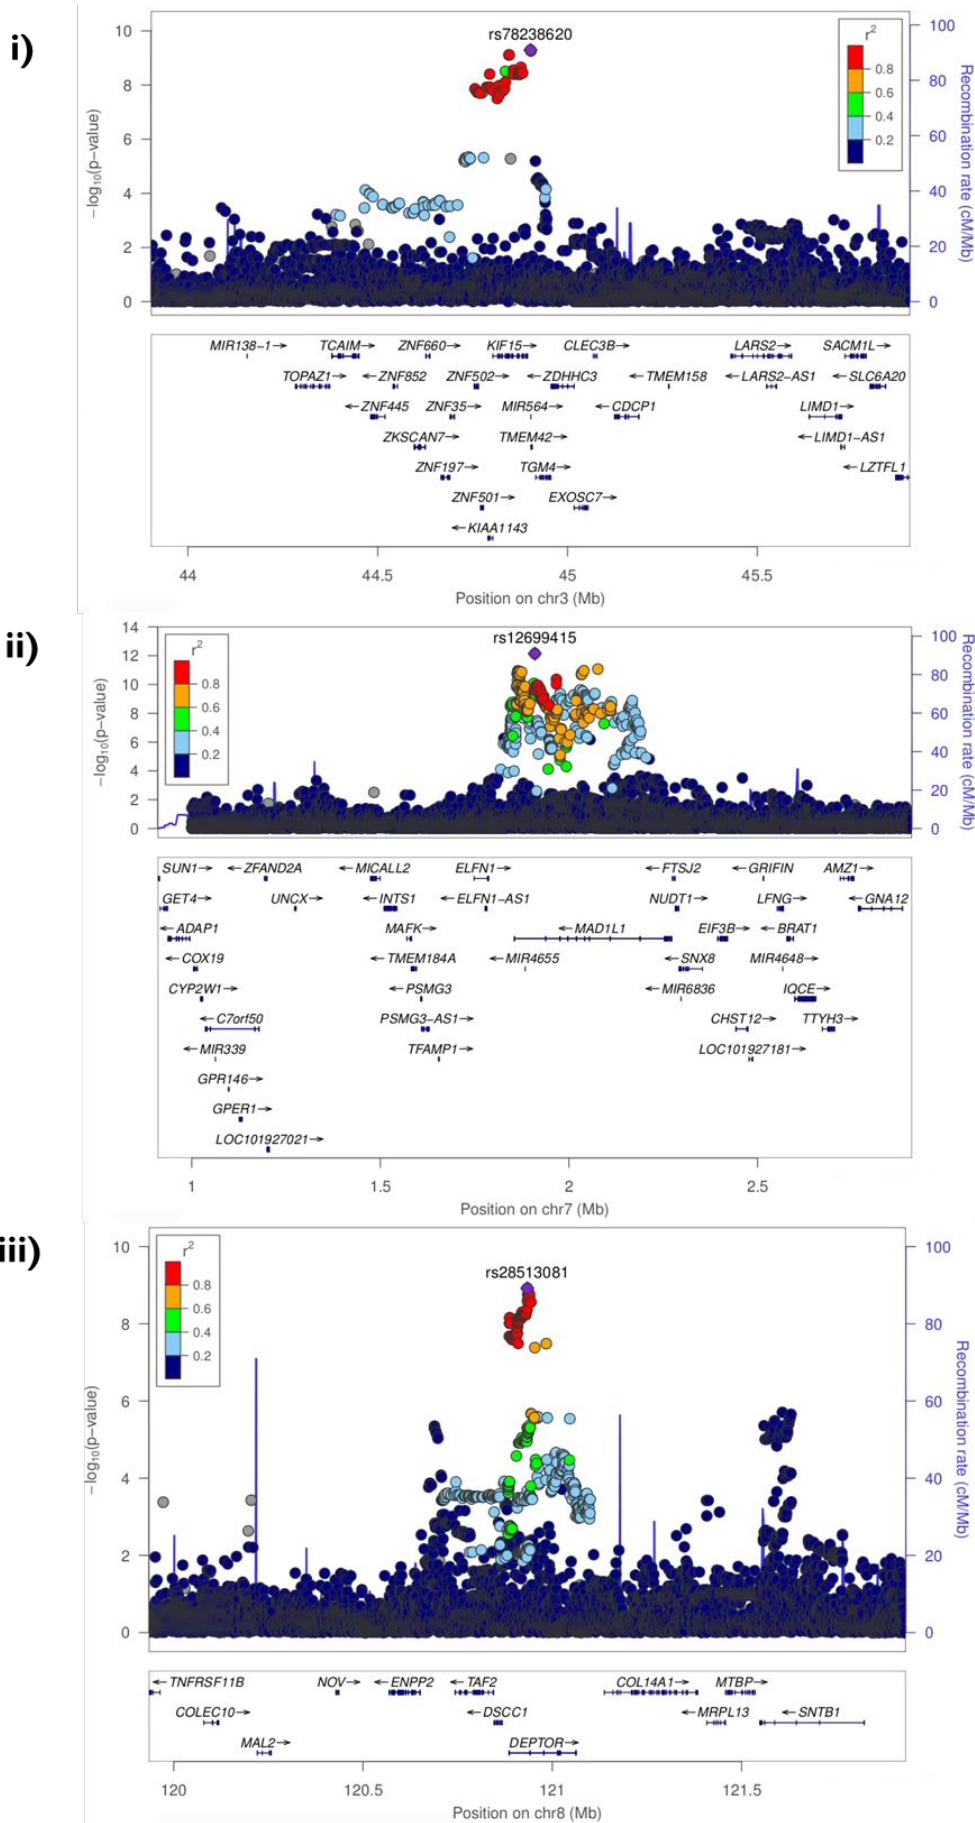 i)
rs78238620
r2
0.8
0.6
0.4
0.2
10
8
6
4
2
0
−log10(p−value)
100
80
60
40
20
0
Recombination rate (cM/Mb)
MIR138−1→ TCAIM→ ZNF660→ KIF15→ CLEC3B→ LARS2→ SACM1L→
TOPAZ1→ ←ZNF852 ZNF502→ ←ZDHHC3 ←TMEM158 ←LARS2−AS1 ←SLC6A20
←ZNF445 ZNF35→ MIR564→ ←CDCP1 LIMD1→
ZKSCAN7→ TMEM42→ ←LIMD1−AS1
ZNF197→ TGM4→ ←LZTFL1
ZNF501→ EXOSC7→
←KIAA1143
44 44.5 45 45.5
Position on chr3 (Mb)
ii)
rs12699415
r2
0.8
0.6
0.4
0.2
14
12
10
8
6
4
2
0
−log10(p−value)
100
80
60
40
20
0
Recombination rate (cM/Mb)
SUN1→ ←ZFAND2A ←MICALL2 ELFN1→ ←FTSJ2 ←GRIFIN AMZ1→
GET4→ UNCX→ ←INTS1 ←ELFN1−AS1 NUDT1→ LFNG→ ←GNA12
←ADAP1 MAFK→ ←MAD1L1 EIF3B→ ←BRAT1
←COX19 ←TMEM184A ←MIR4655 ←SNX8 MIR4648→
CYP2W1→ ←PSMG3 ←MIR6836 IQCE→
←C7orf50 PSMG3−AS1→ CHST12→ TTYH3→
←MIR339 TFAMP1→ LOC101927181→
GPR146→
GPER1→
LOC101927021→
1 1.5 2 2.5
Position on chr7 (Mb)
iii)
rs28513081
r2
0.8
0.6
0.4
0.2
10
8
6
4
2
0
−log10(p−value)
100
80
60
40
20
0
Recombination rate (cM/Mb)
←TNFRSF11B NOV→ ←ENPP2 ←TAF2 COL14A1→ MTBP→
COLEC10→ ←DSCC1 ←MRPL13 ←SNTB1
MAL2→ DEPTOR→
120 120.5 121 121.5
Position on chr8 (Mb)